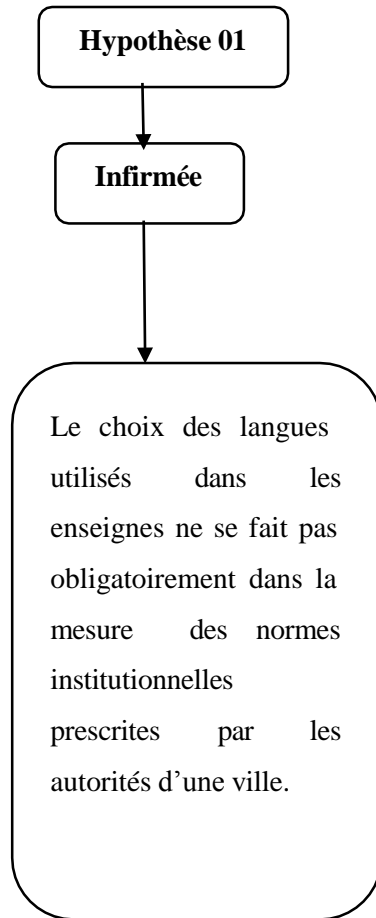 Hypothèse 01
Infirmée
Le choix des langues
utilisés dans les
enseignes ne se fait pas
obligatoirement dans la
mesure des normes
institutionnelles
prescrites par les
autorités d’une ville.